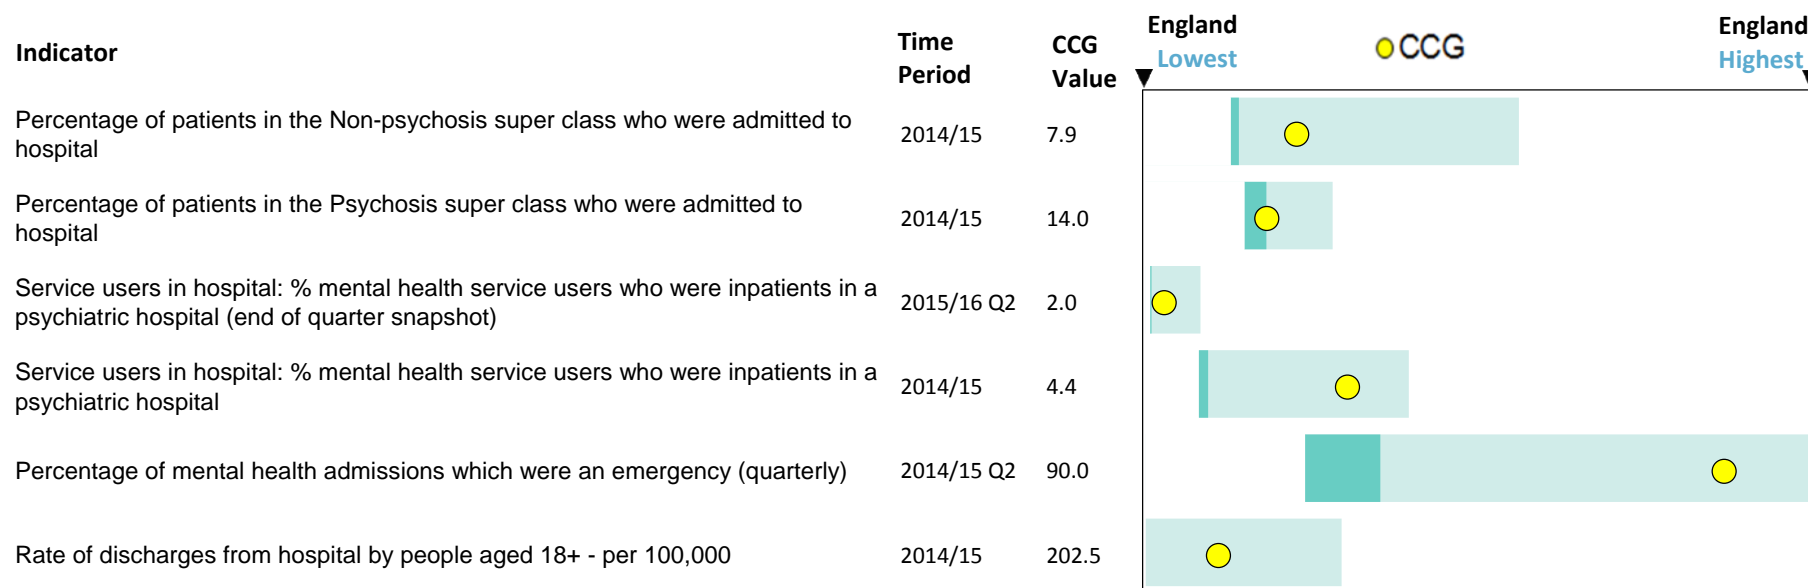 Indicator
Time
Period
CCG
Value
England
Lowest
CCG
England
Highest
Percentage of patients in the Non-psychosis super class who were admitted to
hospital
2014/15
7.9
Percentage of patients in the Psychosis super class who were admitted to
hospital
2014/15
14.0
Service users in hospital: % mental health service users who were inpatients in a
psychiatric hospital (end of quarter snapshot)
2015/16 Q2
2.0
Service users in hospital: % mental health service users who were inpatients in a
psychiatric hospital
2014/15
4.4
Percentage of mental health admissions which were an emergency (quarterly)
2014/15 Q2
90.0
Rate of discharges from hospital by people aged 18+ - per 100,000
2014/15
202.5